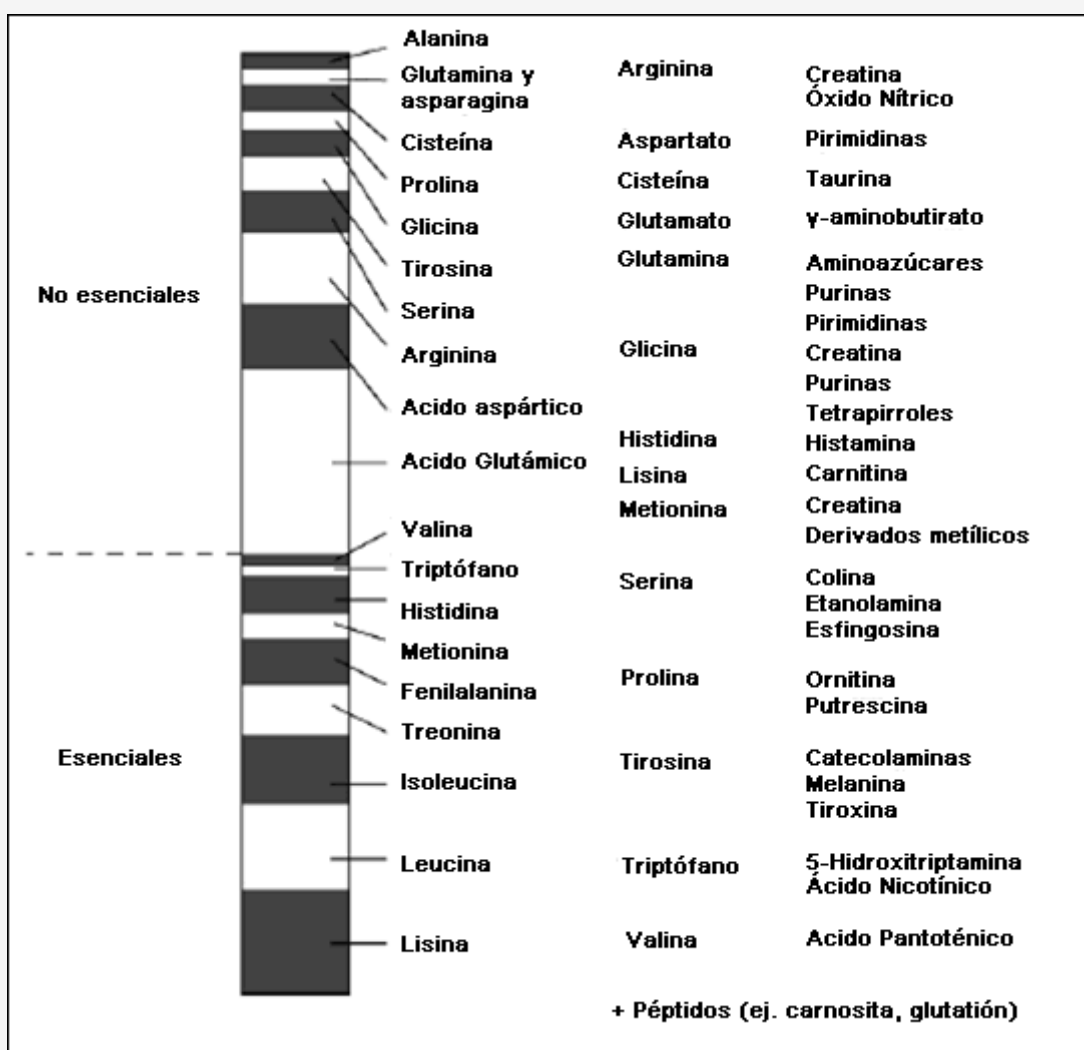 No esenciales
Esenciales
Alanina
Glutamina y
asparagina
Cisteína
Prolina
Glicina
Tirosina
Serina
Arginina
Acido aspártico
Acido Glutámico
Valina
Triptófano
Histidina
Metionina
Fenilalanina
Treonina
Isoleucina
Leucina
Lisina
Arginina Creatina
Óxido Nítrico
Aspartato Pirimidinas
Cisteína Taurina
Glutamato γ-aminobutirato
Glutamina Aminoazúcares
Purinas
Pirimidinas
Glicina Creatina
Purinas
Tetrapirroles
Histidina Histamina
Lisina Carnitina
Metionina Creatina
Derivados metílicos
Serina Colina
Etanolamina
Esfingosina
Prolina Ornitina
Putrescina
Tirosina Catecolaminas
Melanina
Tiroxina
Triptófano 5-Hidroxitriptamina
Ácido Nicotínico
Valina Acido Pantoténico
+ Péptidos (ej. carnosita, glutatión)